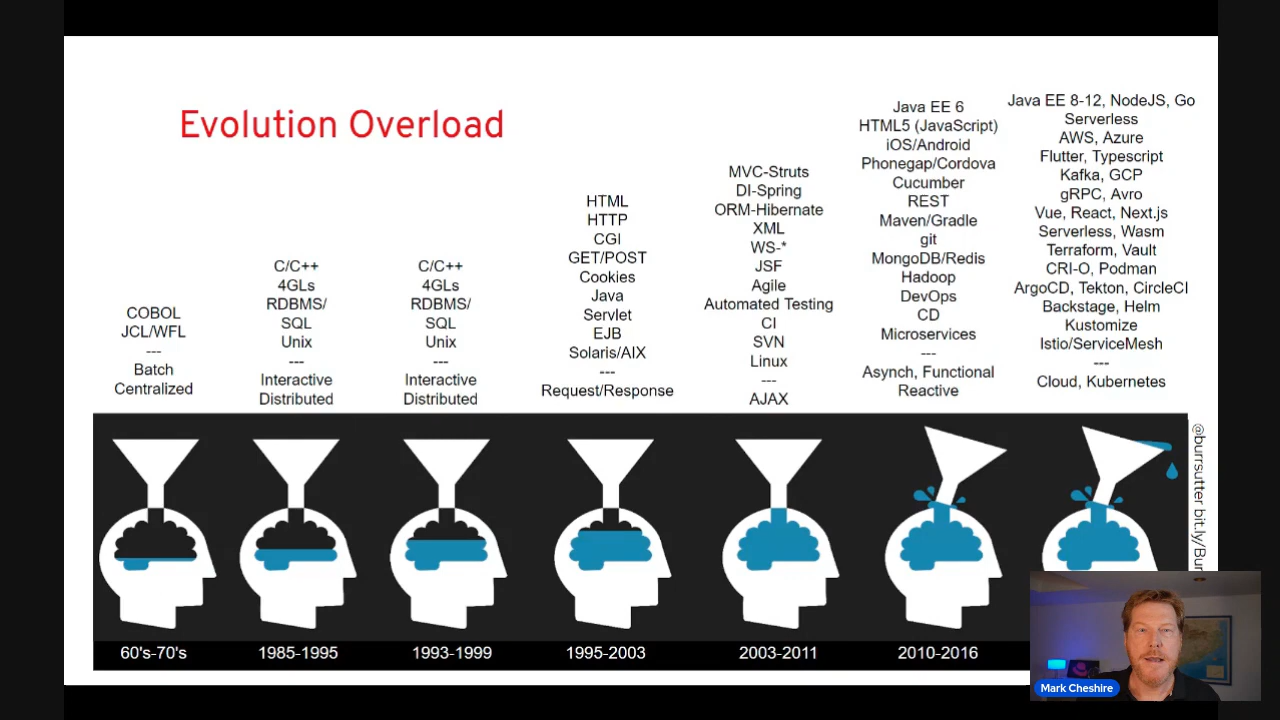 Evolution Overload
COBOL
JCL/WFL
---
Batch
Centralized
C/C++
4GLs
RDBMS/
SQL
Unix
---
Interactive
Distributed
C/C++
4GLs
RDBMS/
SQL
Unix
---
Interactive
Distributed
HTML
HTTP
CGI
GET/POST
Cookies
Java
Servlet
EJB
Solaris/AIX
---
Request/Response
MVC-Struts
DI-Spring
ORM-Hibernate
XML
WS-*
JSF
Agile
Automated Testing
CI
SVN
Linux
---
AJAX
Java EE 6
HTML5 (JavaScript)
iOS/Android
Phonegap/Cordova
Cucumber
REST
Maven/Gradle
git
MongoDB/Redis
Hadoop
DevOps
CD
Microservices
---
Asynch, Functional
Reactive
Java EE 8-12, NodeJS, Go
Serverless
AWS, Azure
Flutter, Typescript
Kafka, GCP
gRPC, Avro
Vue, React, Next.js
Serverless, Wasm
Terraform, Vault
CRI-O, Podman
ArgoCD, Tekton, CircleCI
Backstage, Helm
Kustomize
Istio/ServiceMesh
---
Cloud, Kubernetes
60's-70's
1985-1995
1993-1999
1995-2003
2003-2011
2010-2016
@burrsutter bit.ly/Bur
Mark Cheshire